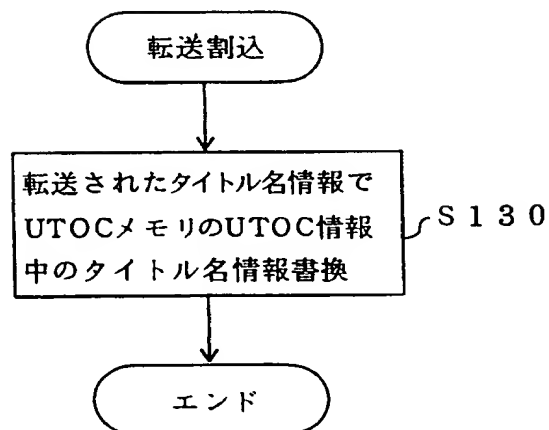 転送割込
転送されたタイトル名情報で
UTOCメモリのUTOC情報
中のタイトル名情報書換
S130
エンド